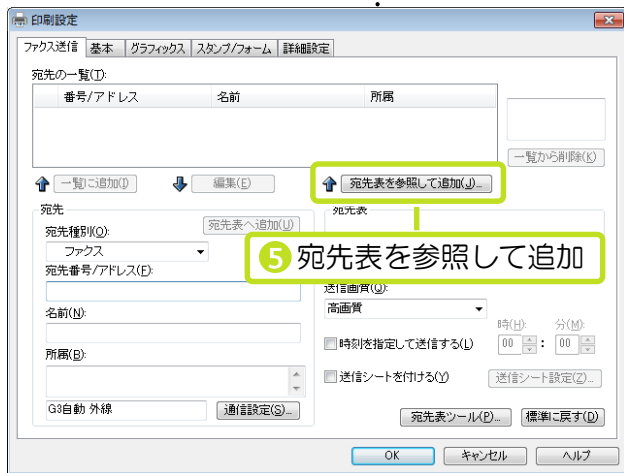 印刷設定
ファクス送信 基本 グラフィックス スタンプ/フォーム 詳細設定
宛先の一覧(T):
番号/アドレス 名前 所属
一覧から削除(K)
一覧に追加(I) 編集(E) 宛先表を参照して追加(J)...
宛先 宛先表
宛先種別(O): 宛先表へ追加(U)
ファクス
❺ 宛先表を参照して追加
宛先番号/アドレス(F):
送信画質(Q):
高画質
名前(N):
時(H): 分(M):
時刻を指定して送信する(L) 00 : 00
所属(B):
送信シートを付ける(Y) 送信シート設定(Z)...
G3自動 外線 通信設定(S)... 宛先表ツール(P)... 標準に戻す(D)
OK キャンセル ヘルプ